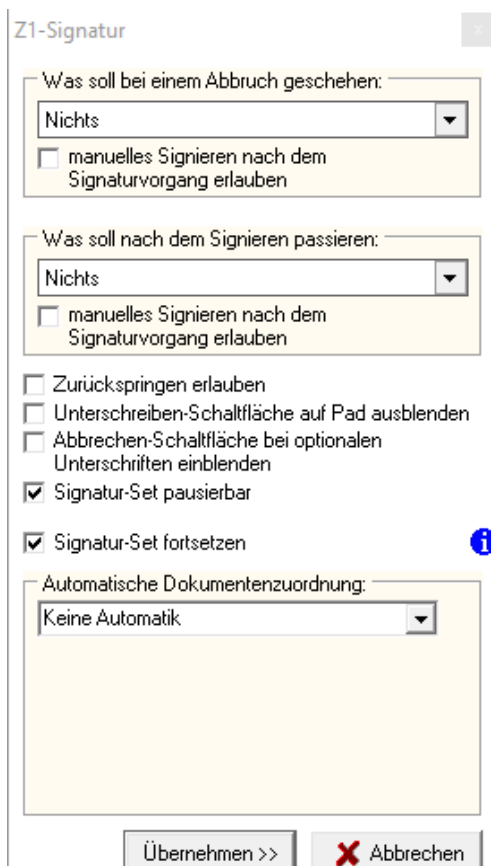 Z1-Signatur
Was soll bei einem Abbruch geschehen:
Nichts
manuelles Signieren nach dem
Signaturvorgang erlauben
Was soll nach dem Signieren passieren:
Nichts
manuelles Signieren nach dem
Signaturvorgang erlauben
Zurückspringen erlauben
Unterschreiben-Schaltfläche auf Pad ausblenden
Abbrechen-Schaltfläche bei optionalen
Unterschriften einblenden
Signatur-Set pausierbar
Signatur-Set fortsetzen
Automatische Dokumentenzuordnung:
Keine Automatik
Übernehmen >>
Abbrechen